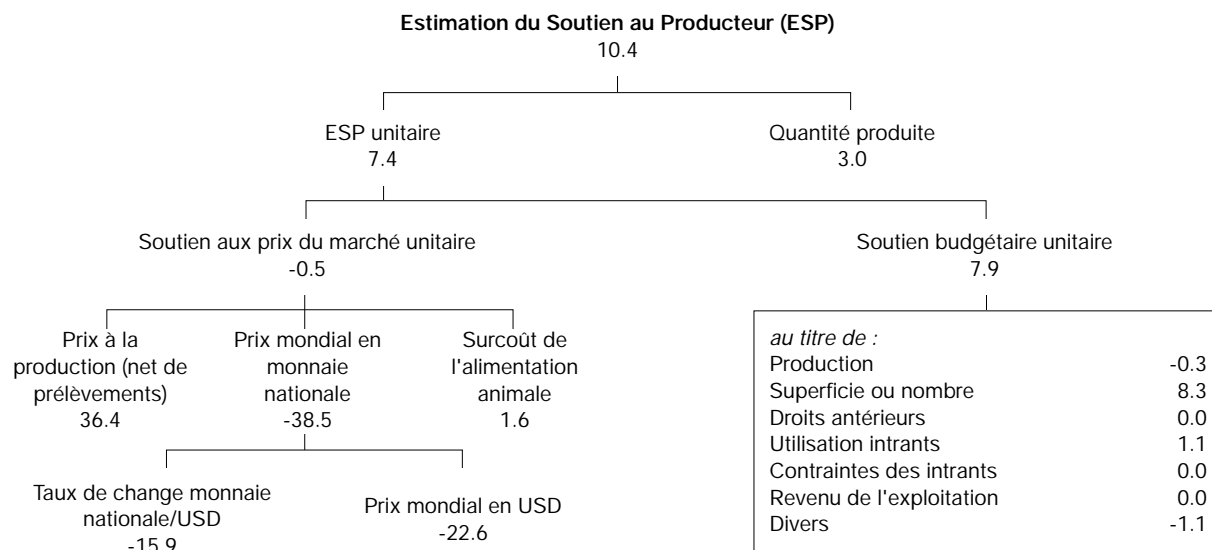 Estimation du Soutien au Producteur (ESP)
10.4
ESP unitaire
7.4
Quantité produite
3.0
Soutien aux prix du marché unitaire
-0.5
Soutien budgétaire unitaire
7.9
Prix à la
production (net de
prélèvements)
36.4
Prix mondial en
monnaie
nationale
-38.5
Surcoût de
l'alimentation
animale
1.6
Taux de change monnaie
nationale/USD
-15.9
Prix mondial en USD
-22.6
au titre de :
Production -0.3
Superficie ou nombre 8.3
Droits antérieurs 0.0
Utilisation intrants 1.1
Contraintes des intrants 0.0
Revenu de l'exploitation 0.0
Divers -1.1